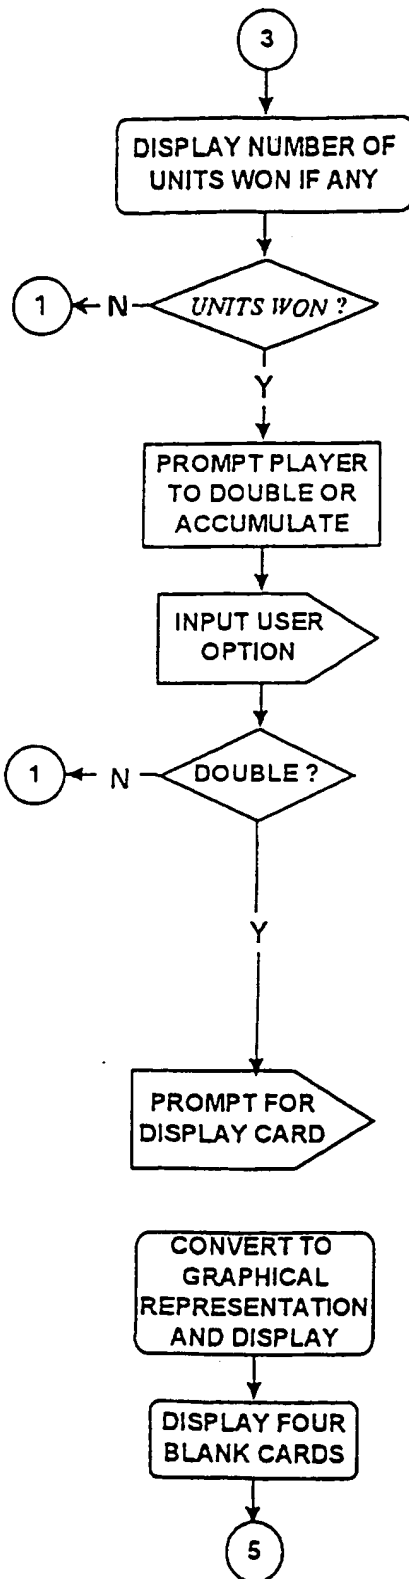 3
DISPLAY NUMBER OF
UNITS WON IF ANY
1 N UNITS WON ?
Y
PROMPT PLAYER
TO DOUBLE OR
ACCUMULATE
INPUT USER
OPTION
1 N DOUBLE ?
Y
PROMPT FOR
DISPLAY CARD
CONVERT TO
GRAPHICAL
REPRESENTATION
AND DISPLAY
DISPLAY FOUR
BLANK CARDS
5